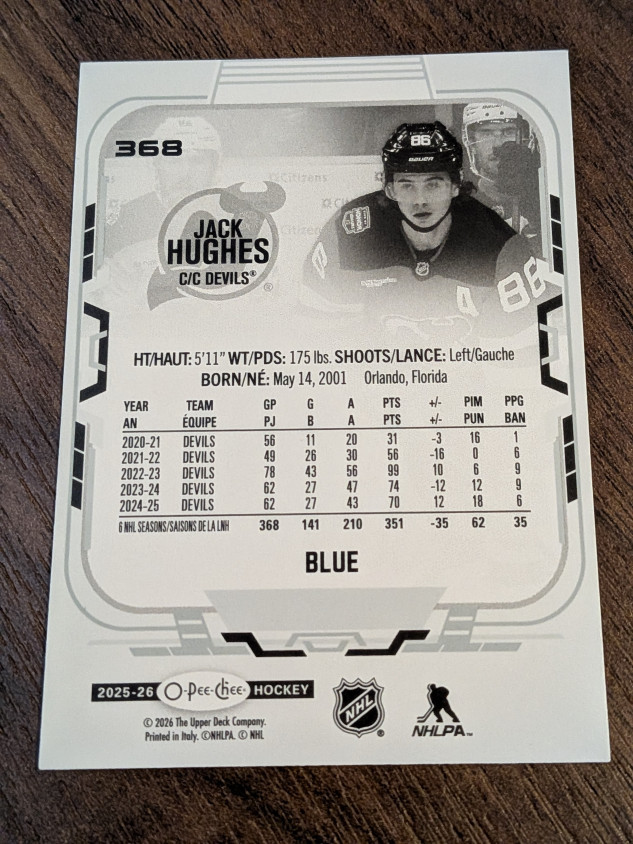 368
86
BAUER
Citizens
Citizens
JACK
HUGHES
C/C DEVILS®
®
A
86
HT/HAUT: 5'11" WT/PDS: 175 lbs. SHOOTS/LANCE: Left/Gauche
BORN/NÉ: May 14, 2001 Orlando, Florida
YEAR TEAM GP G A PTS +/- PIM PPG
AN ÉQUIPE PJ B A PTS +/- PUN BAN
2020-21 DEVILS 56 11 20 31 -3 16 1
2021-22 DEVILS 49 26 30 56 -16 0 6
2022-23 DEVILS 78 43 56 99 10 6 9
2023-24 DEVILS 62 27 47 74 -12 12 9
2024-25 DEVILS 62 27 43 70 12 18 6
6 NHL SEASONS/SAISONS DE LA LNH 368 141 210 351 -35 62 35
BLUE
2025-26 O-Pee-Chee® HOCKEY
© 2026 The Upper Deck Company.
Printed in Italy. ©NHLPA. © NHL
NHL ®
NHLPA™